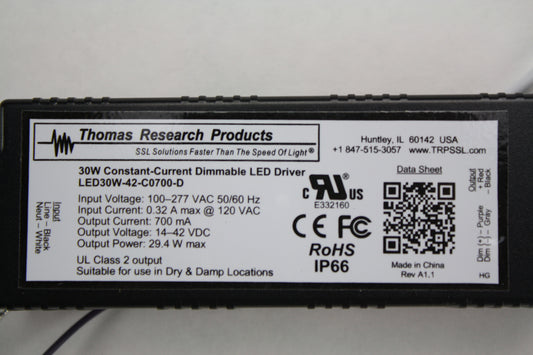 Thomas Research Products
SSL Solutions Faster Than The Speed Of Light®
Huntley, IL 60142 USA
+1 847-515-3057 www.TRPSSL.com
30W Constant-Current Dimmable LED Driver
LED30W-42-C0700-D
Input Voltage: 100–277 VAC 50/60 Hz
Input Current: 0.32 A max @ 120 VAC
Output Current: 700 mA
Output Voltage: 14–42 VDC
Output Power: 29.4 W max
UL Class 2 output
Suitable for use in Dry & Damp Locations
Input
Line – Black
Neut – White
C RU US
E332160
CE FC
RoHS
IP66
Data Sheet
Made in China
Rev A1.1
HG
Output
+ Red
– Black
Dim (+) – Purple
Dim (–) – Gray